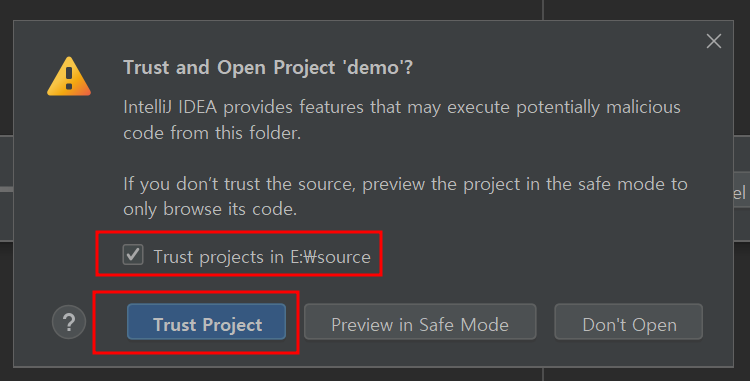 Trust and Open Project 'demo'?
IntelliJ IDEA provides features that may execute potentially malicious
code from this folder.
If you don't trust the source, preview the project in the safe mode to
only browse its code.
Trust projects in E:₩source
el
? Trust Project Preview in Safe Mode Don't Open